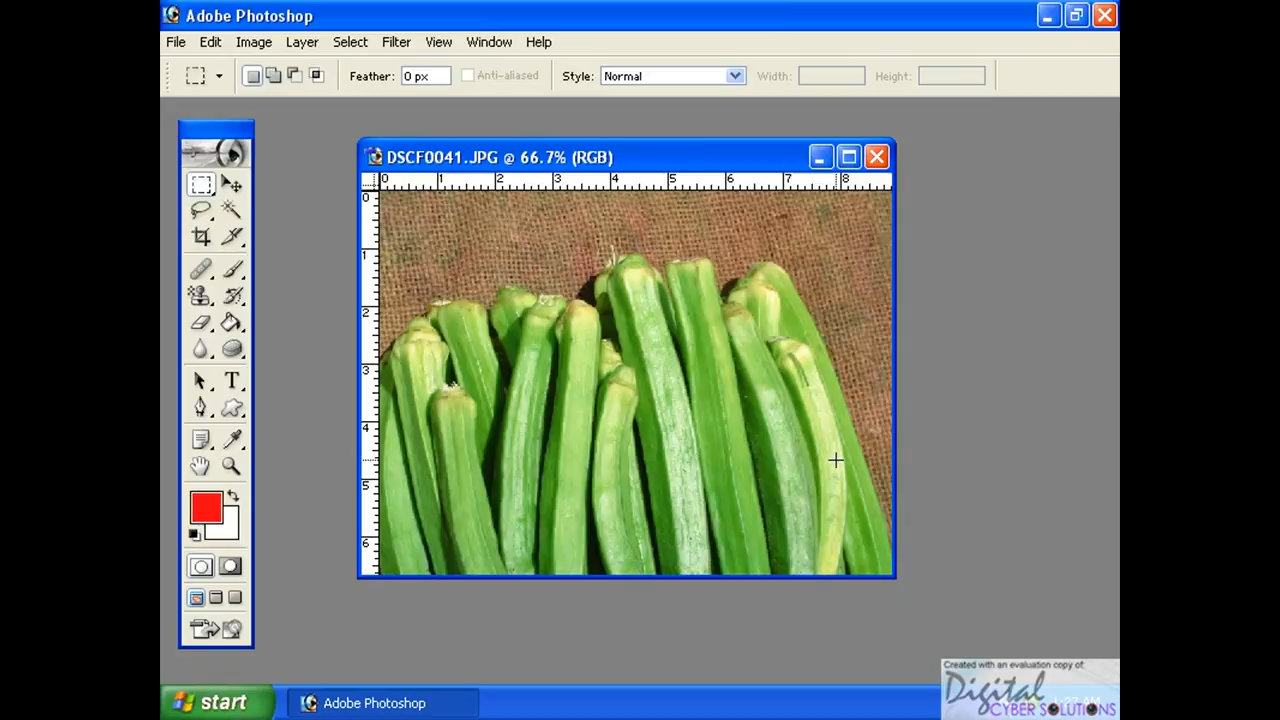 Adobe Photoshop
File Edit Image Layer Select Filter View Window Help
Feather: 0 px Anti-aliased Style: Normal Width: Height:
DSCF0041.JPG @ 66.7% (RGB)
0 1 2 3 4 5 6 7 8
0
1
2
3
4
5
6
T
Created with an evaluation copy of:
Digital
CYBER SOLUTIONS
start Adobe Photoshop